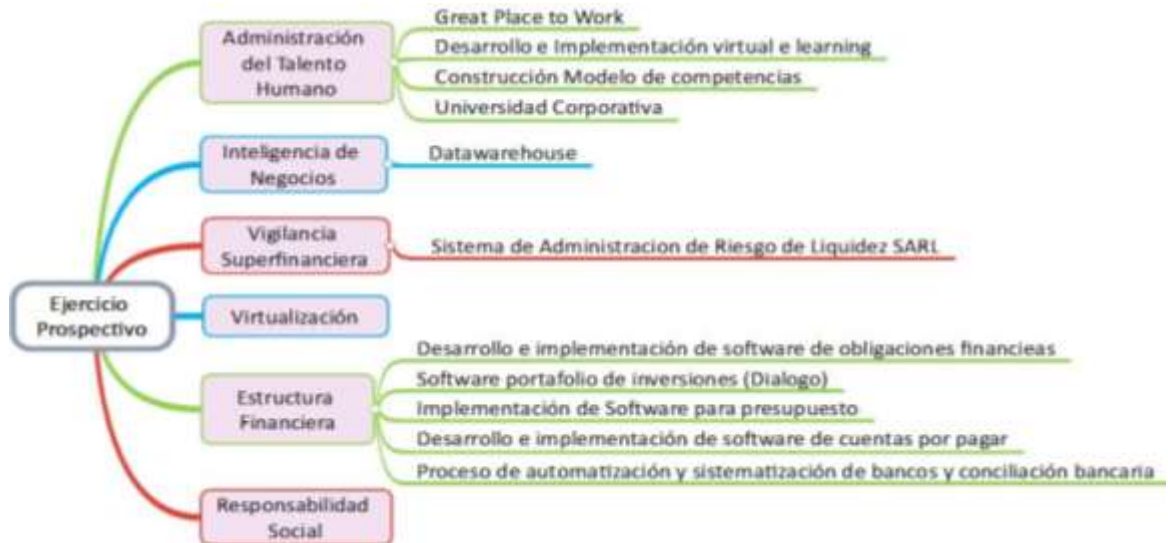 Great Place to Work
Administración
del Talento
Humano
Desarrollo e Implementación virtual e learning
Construcción Modelo de competencias
Universidad Corporativa
Inteligencia de
Negocios
Datawarehouse
Vigilancia
Superfinanciera
Sistema de Administracion de Riesgo de Liquidez SARL
Ejercicio
Prospectivo
Virtualización
Desarrollo e implementación de software de obligaciones financieas
Software portafolio de inversiones (Dialogo)
Estructura
Financiera
Implementación de Software para presupuesto
Desarrollo e implementación de software de cuentas por pagar
Proceso de automatización y sistematización de bancos y conciliación bancaria
Responsabilidad
Social